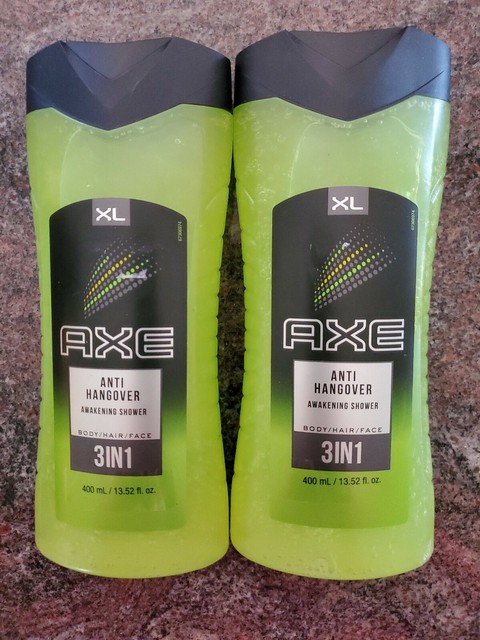 XL
AXE
ANTI
HANGOVER
AWAKENING SHOWER
BODY/HAIR/FACE
3IN1
400 mL / 13.52 fl. oz.
XL
AXE
ANTI
HANGOVER
AWAKENING SHOWER
BODY/HAIR/FACE
3IN1
400 mL / 13.52 fl. oz.